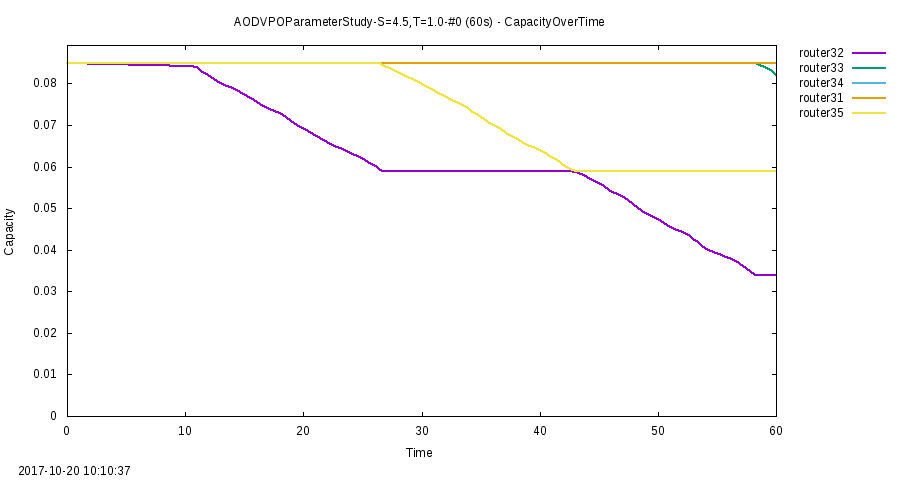 AODVPOParameterStudy-S=4.5,T=1.0-#0 (60s) - CapacityOverTime
router32
router33
router34
router31
router35
0.08
0.07
0.06
0.05
0.04
0.03
0.02
0.01
0
Capacity
0 10 20 30 40 50 60
Time
2017-10-20 10:10:37